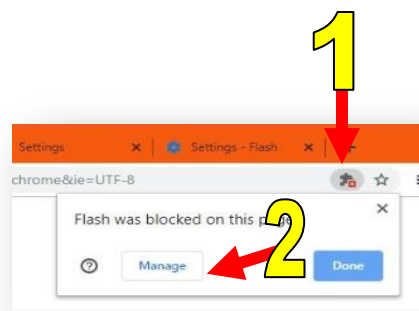 1
Settings × Settings - Flash × +
chrome&ie=UTF-8
Flash was blocked on this page ×
? Manage 2 Done